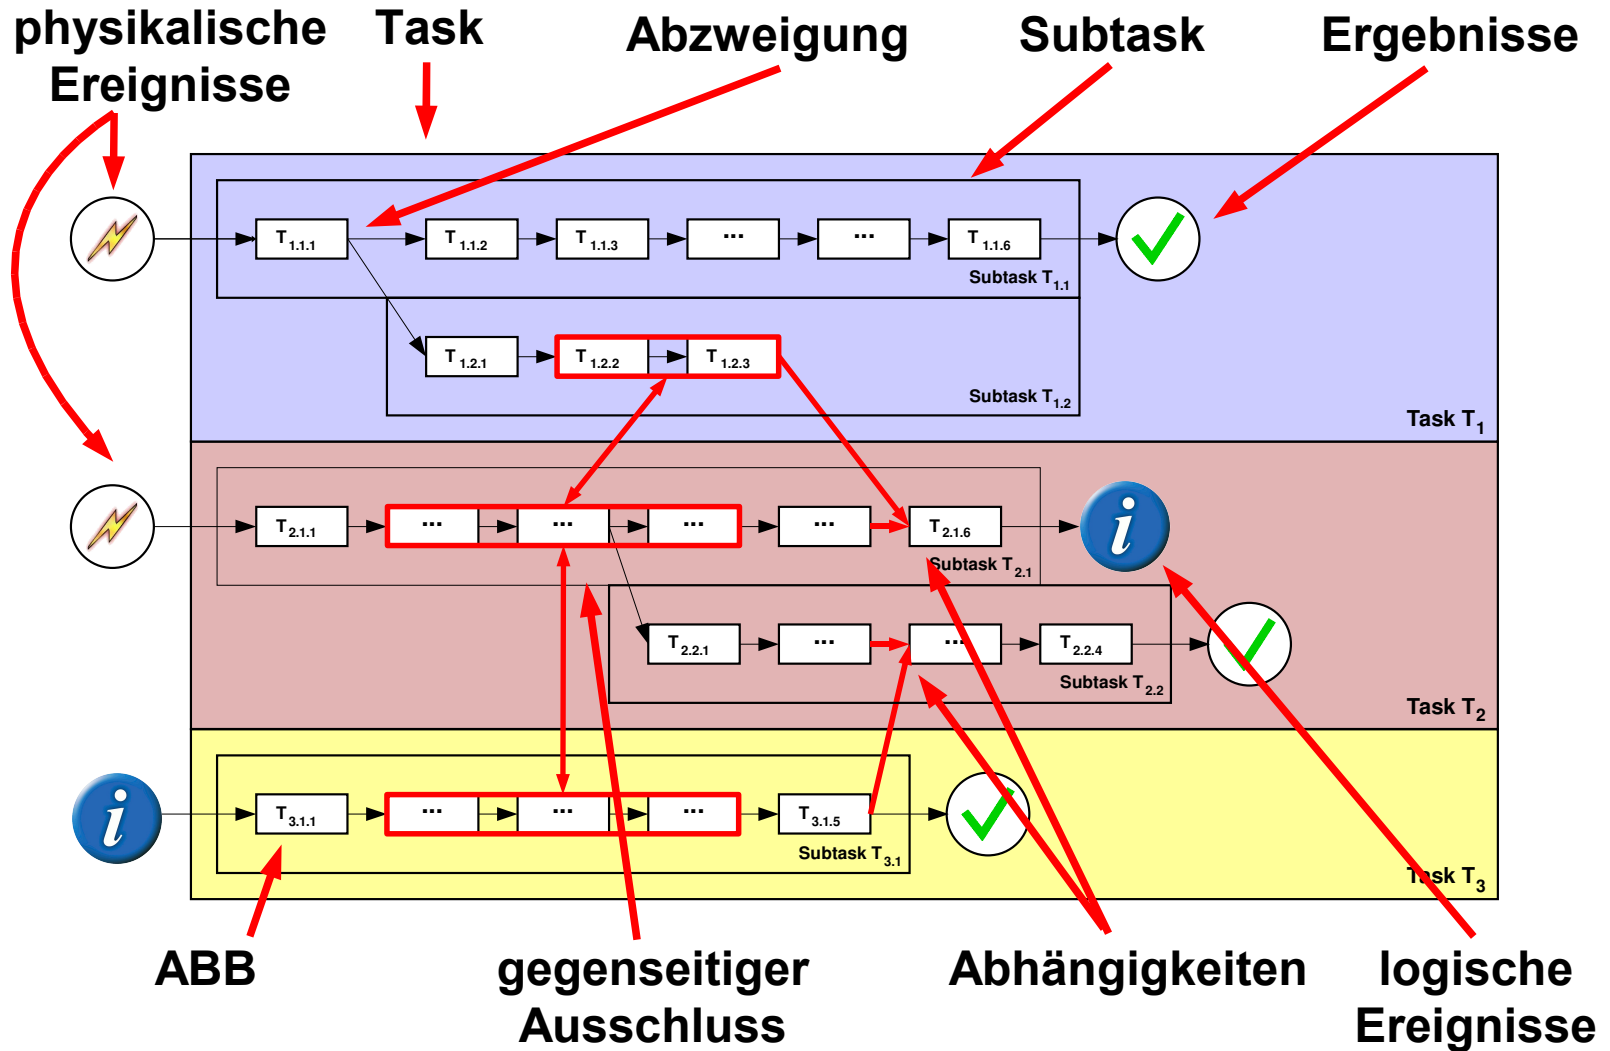 physikalische
Ereignisse
Task
Abzweigung
Subtask
Ergebnisse
T1.1.1
T1.1.2
T1.1.3
...
...
T1.1.6
Subtask T1.1
T1.2.1
T1.2.2
T1.2.3
Subtask T1.2
Task T1
T2.1.1
...
...
...
...
T2.1.6
i
Subtask T2.1
T2.2.1
...
...
T2.2.4
Subtask T2.2
Task T2
i
T3.1.1
...
...
...
T3.1.5
Subtask T3.1
Task T3
ABB
gegenseitiger
Ausschluss
Abhängigkeiten
logische
Ereignisse